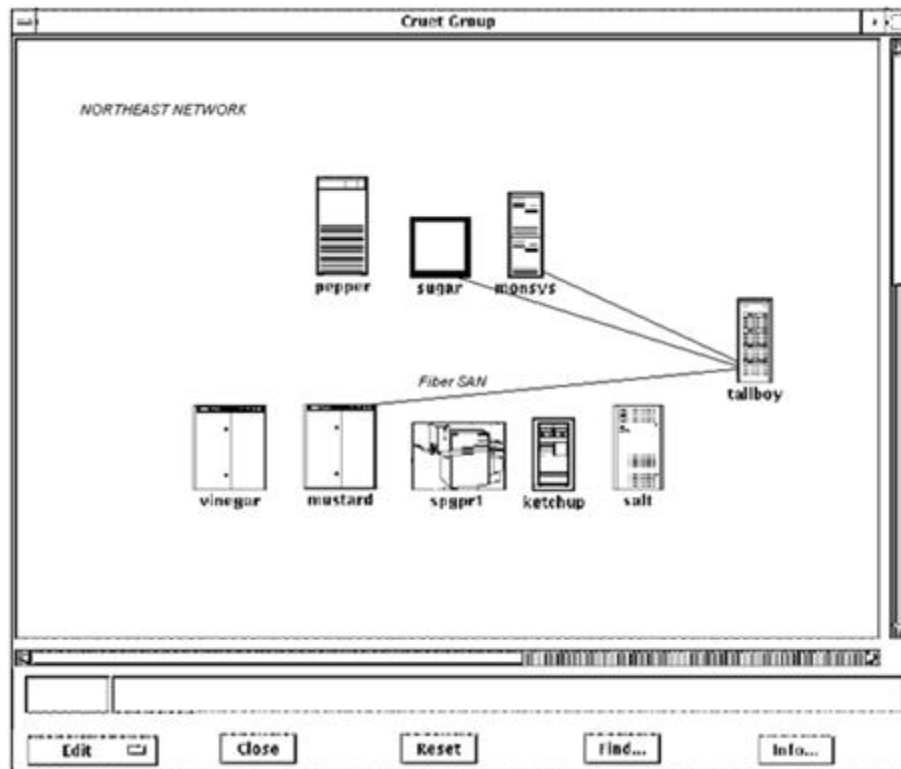 Cruet Group
NORTHEAST NETWORK
pepper
sugar
monsys
tallboy
Fiber SAN
vinegar
mustard
spgpr1
ketchup
salt
Edit
Close
Reset
Find...
Info...